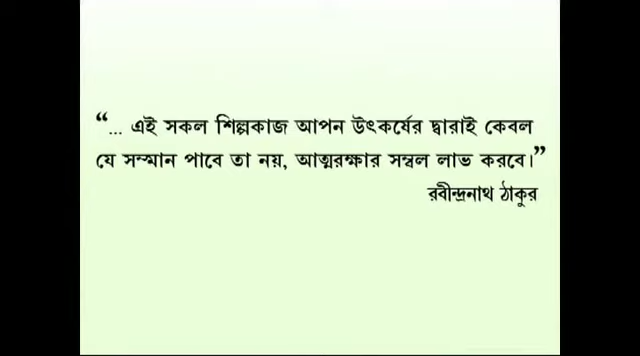 “... এই সকল শিল্পকাজ আপন উৎকর্ষের দ্বারাই কেবল
যে সম্মান পাবে তা নয়, আত্মরক্ষার সম্বল লাভ করবে।”
রবীন্দ্রনাথ ঠাকুর